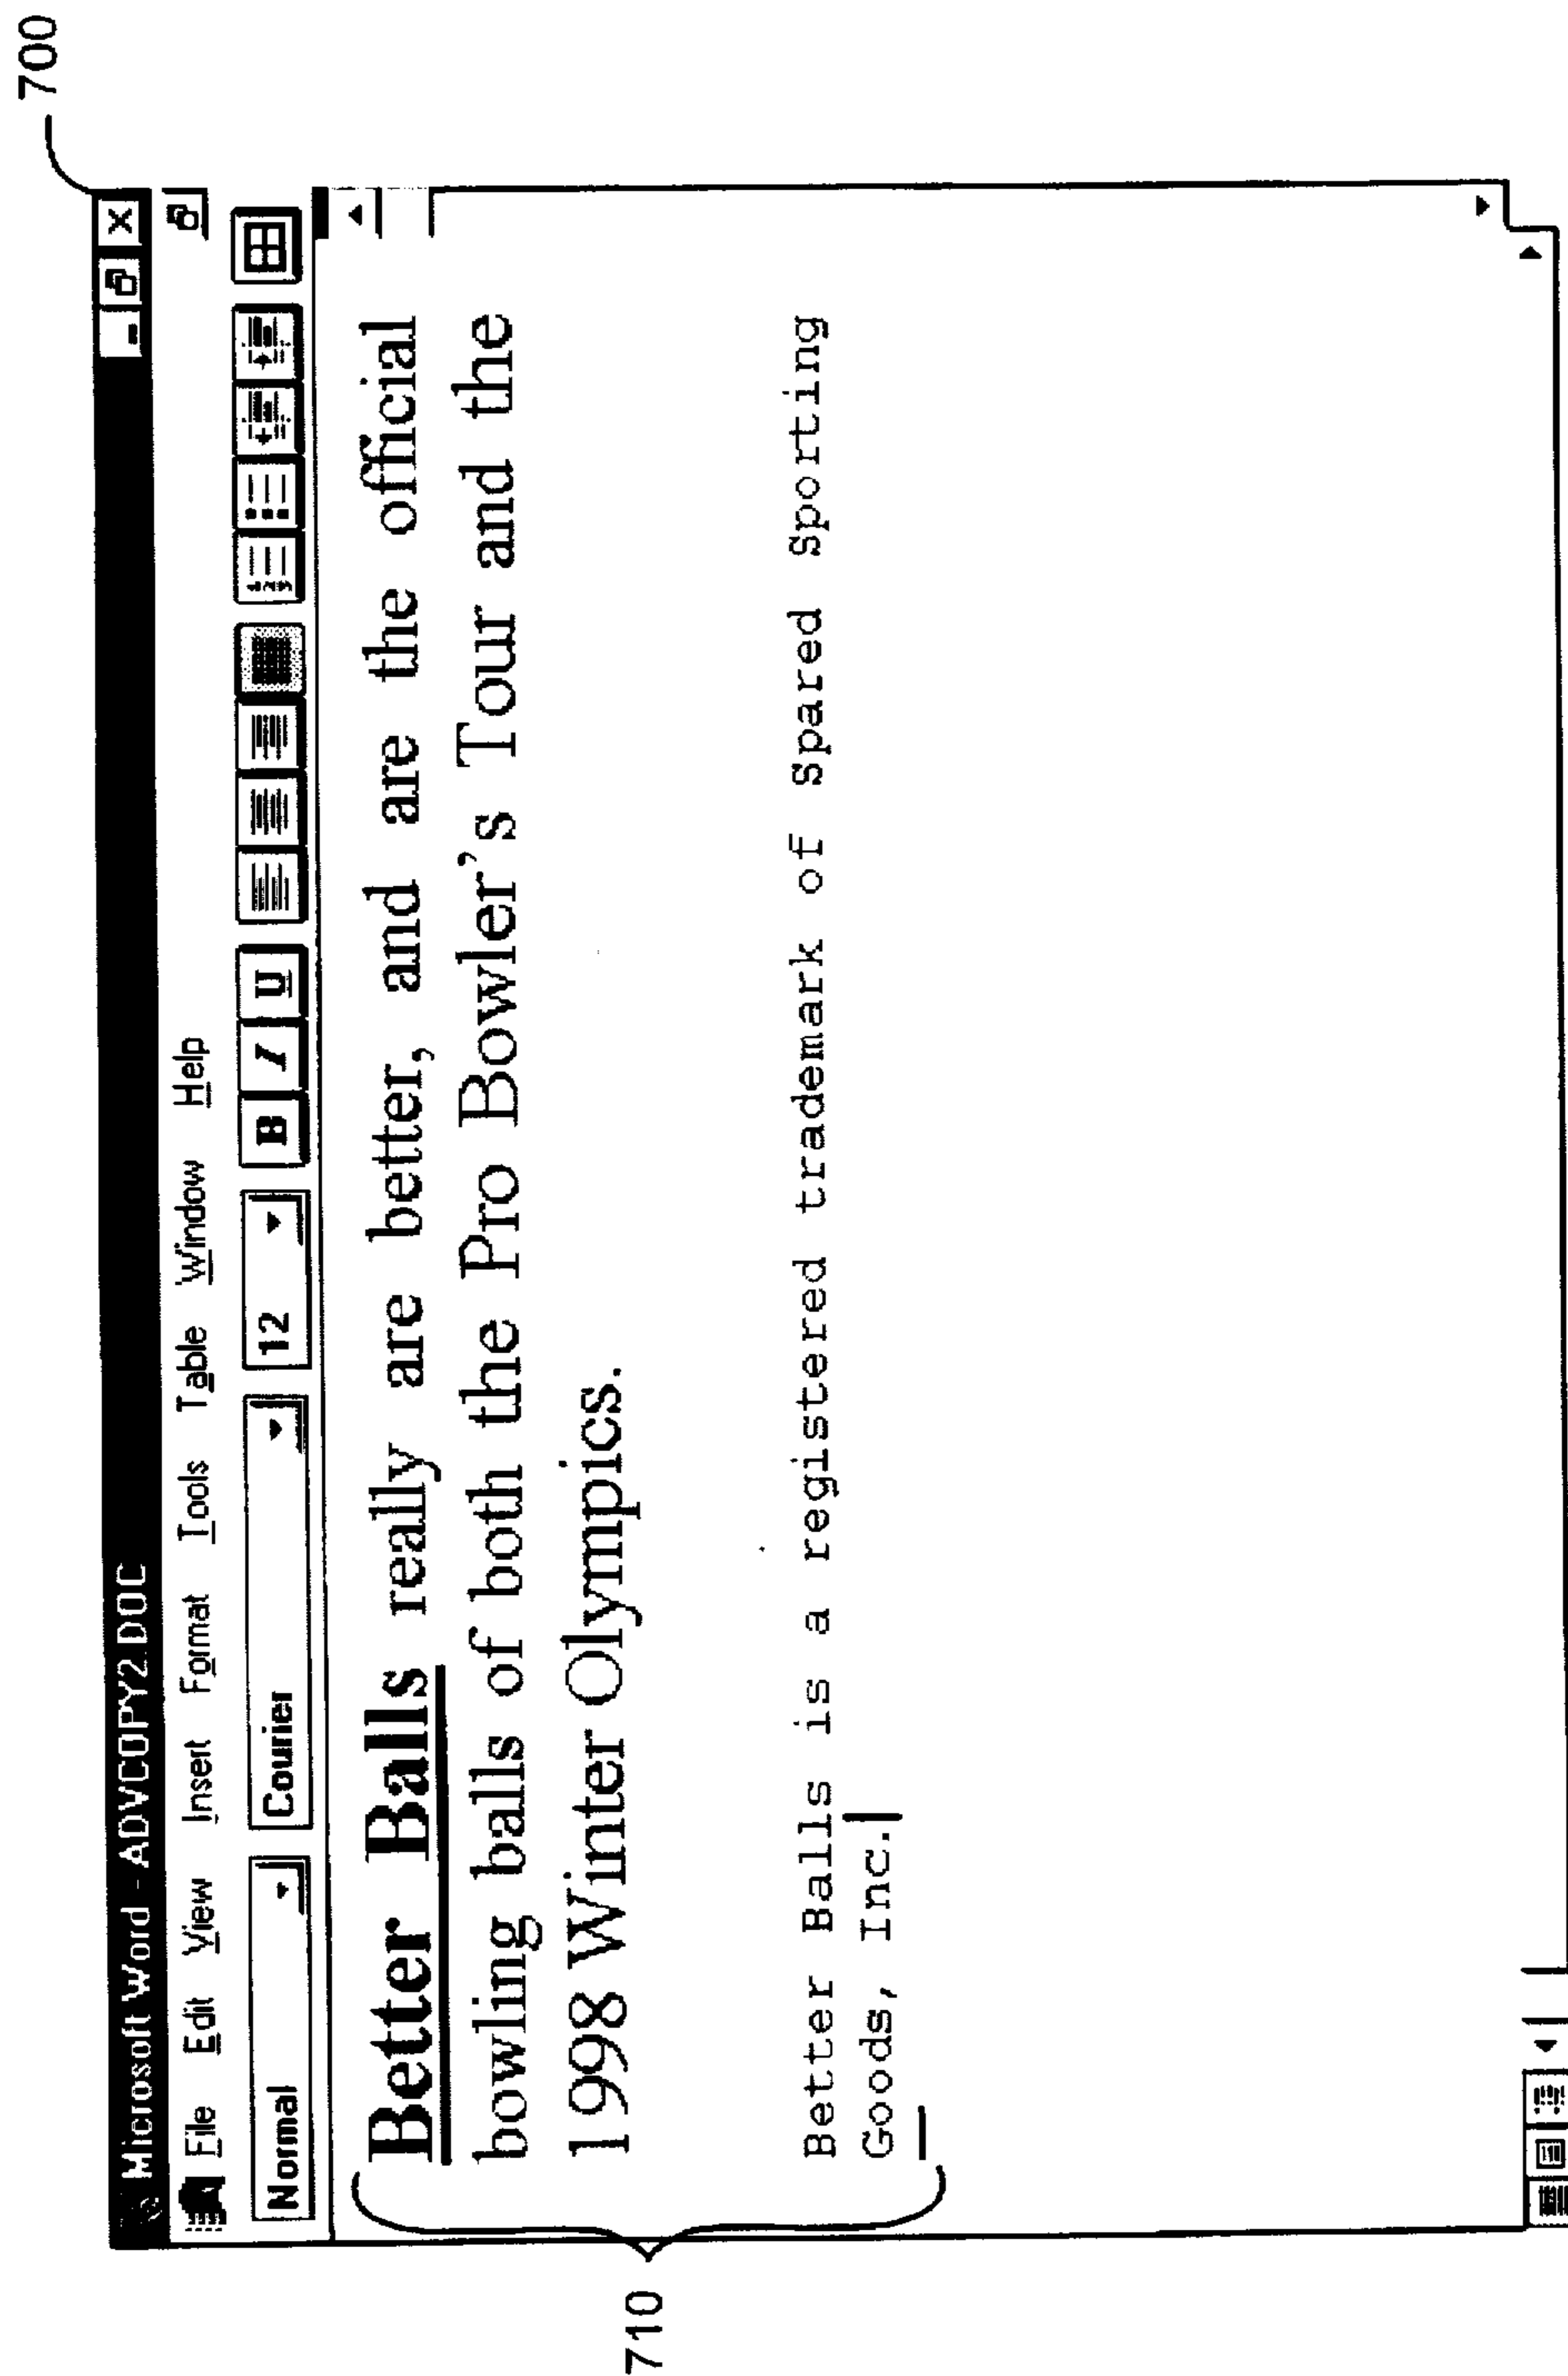 700
Microsoft Word - ADVCOPY2.DOC
File Edit View Insert Format Tools Table Window Help
Normal Courier 12 B I U
Better Balls really are better, and are the official
bowling balls of both the Pro Bowler's Tour and the
1998 Winter Olympics.
Better Balls is a registered trademark of Spared Sporting
Goods, Inc.
710